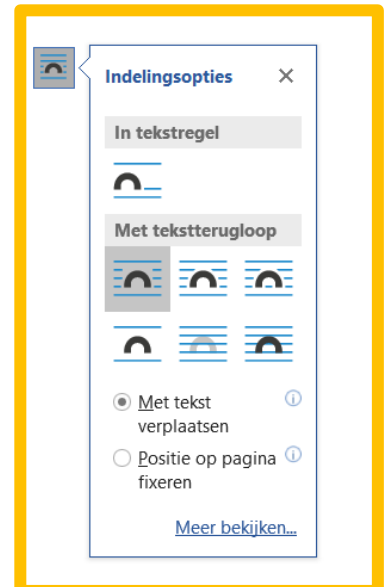 Indelingsopties
In tekstregel
Met tekstterugloop
Met tekst
verplaatsen
Positie op pagina
fixeren
Meer bekijken...